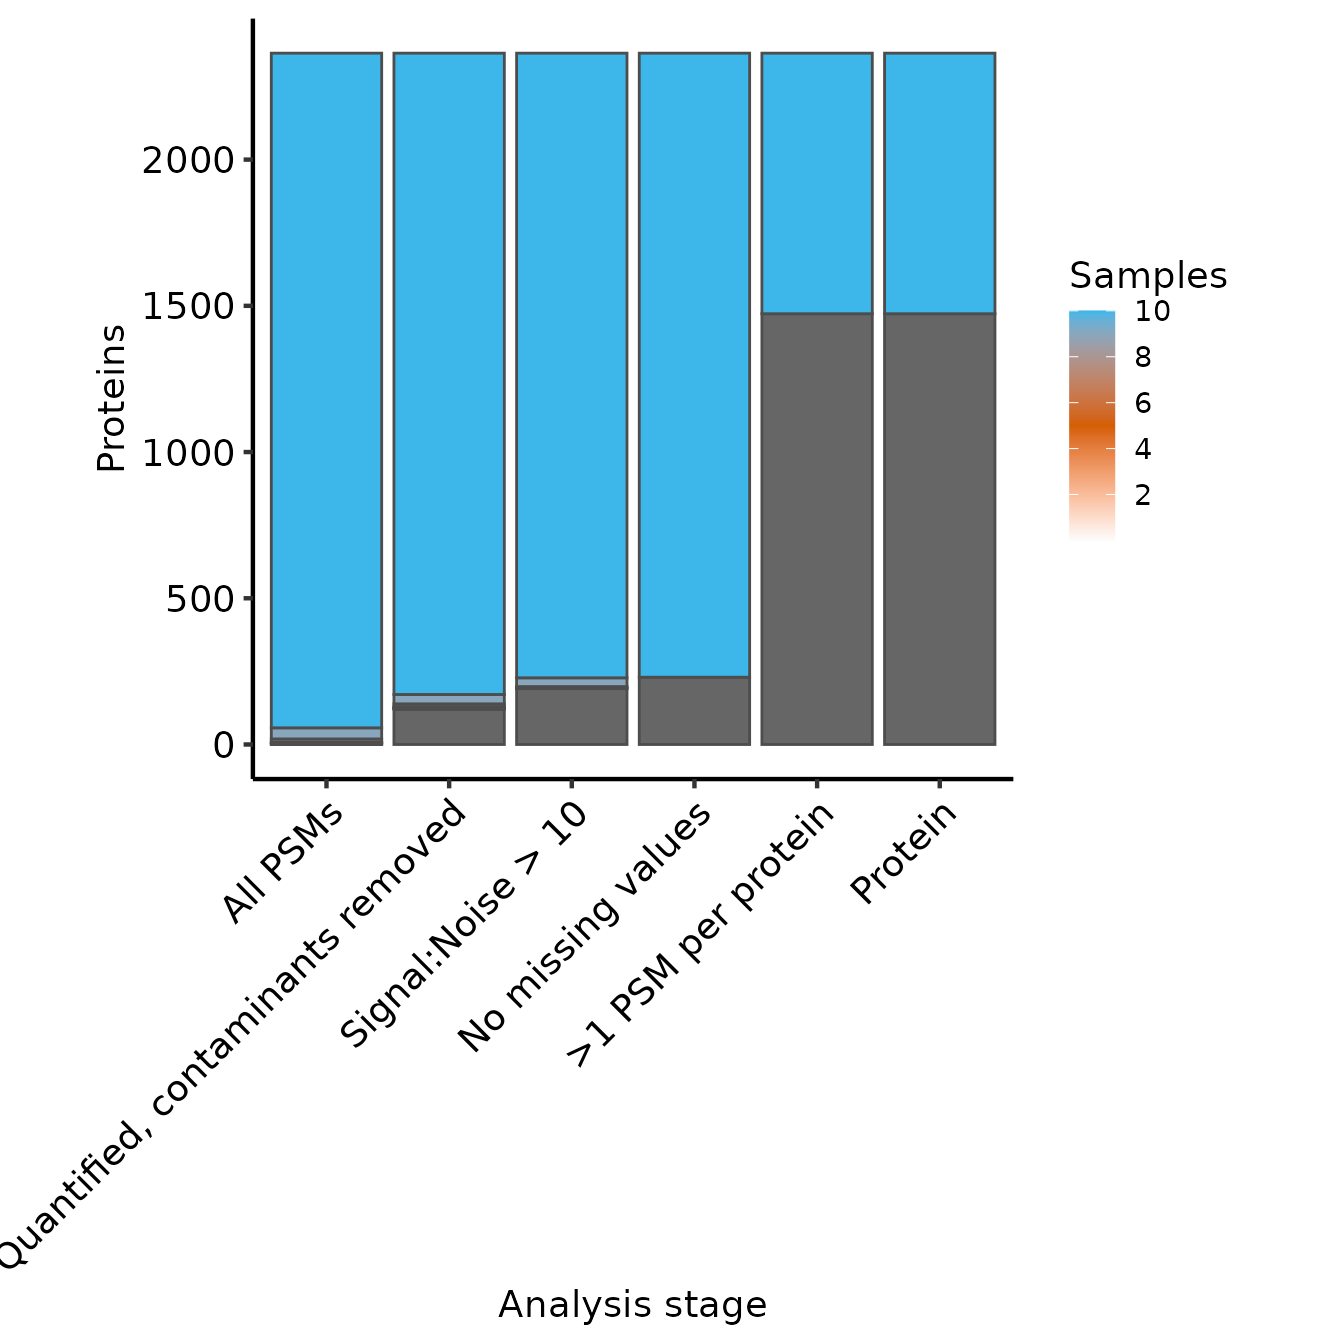 2000
1500
1000
500
0
Proteins
All PSMs
Quantified, contaminants removed
Signal:Noise > 10
No missing values
>1 PSM per protein
Protein
Analysis stage
Samples
10
8
6
4
2